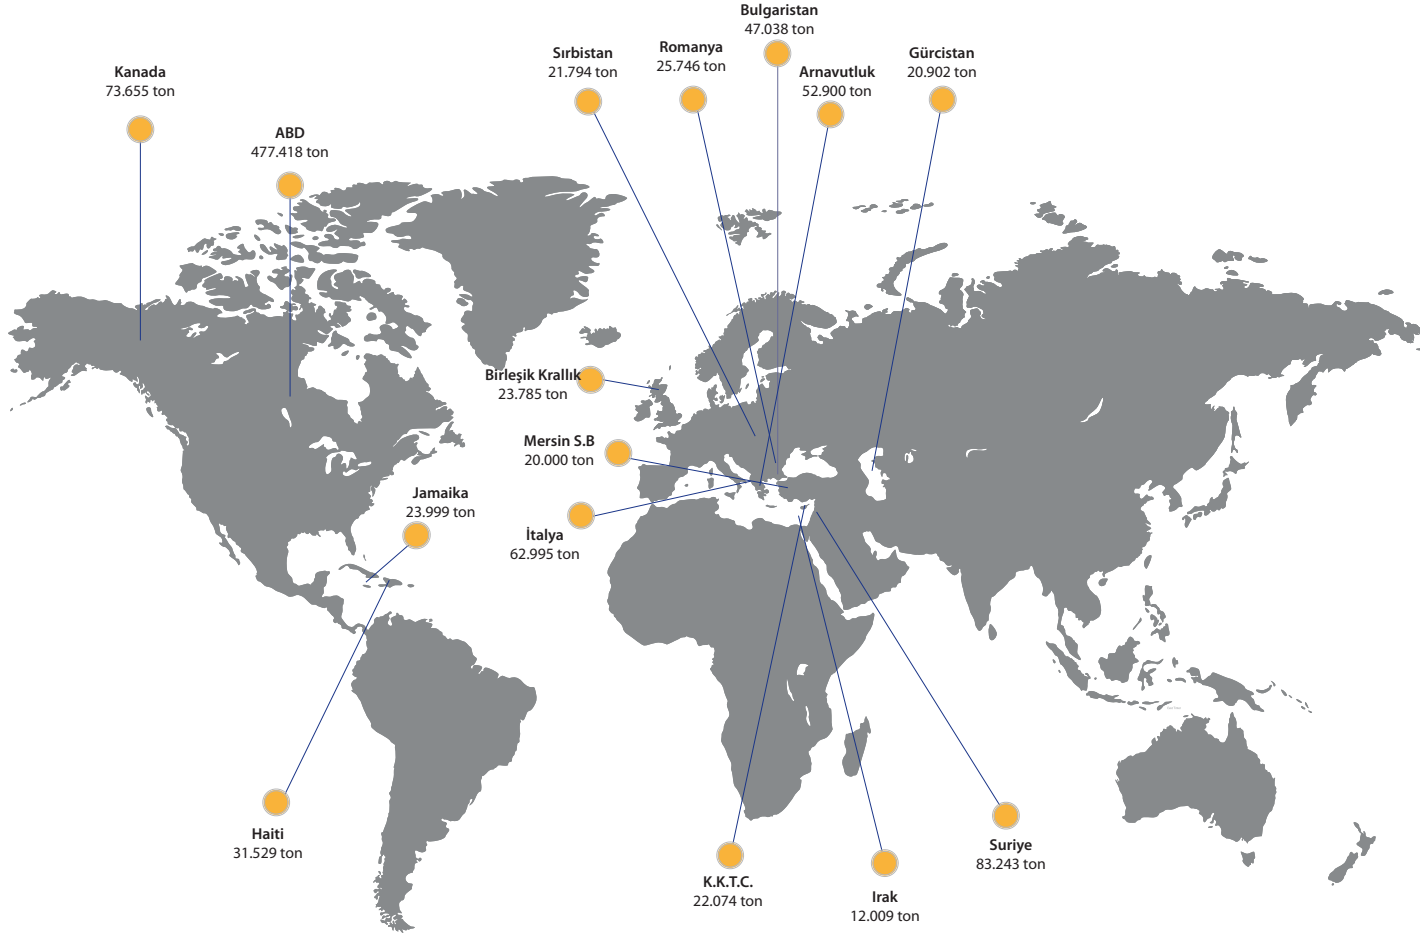 Bulgaristan
47.038 ton
Sırbistan
21.794 ton
Romanya
25.746 ton
Gürcistan
20.902 ton
Kanada
73.655 ton
Arnavutluk
52.900 ton
ABD
477.418 ton
Birleşik Krallık
23.785 ton
Mersin S.B
20.000 ton
Jamaika
23.999 ton
İtalya
62.995 ton
Haiti
31.529 ton
Suriye
83.243 ton
K.K.T.C.
22.074 ton
Irak
12.009 ton